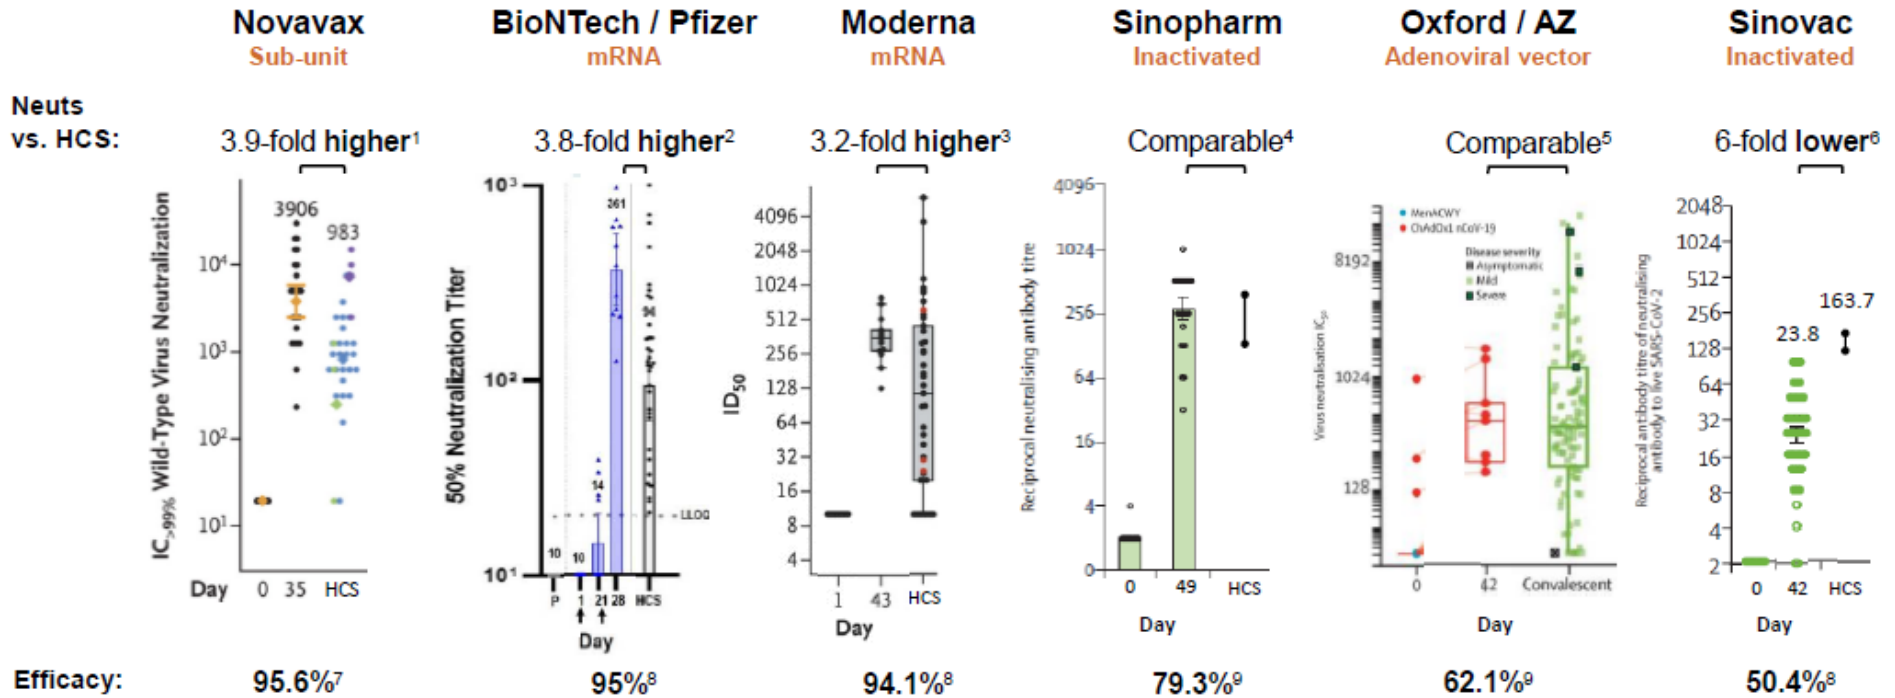 Novavax
Sub-unit
BioNTech / Pfizer
mRNA
Moderna
mRNA
Sinopharm
Inactivated
Oxford / AZ
Adenoviral vector
Sinovac
Inactivated
Neuts
vs. HCS:
3.9-fold higher¹
3.8-fold higher²
3.2-fold higher³
Comparable⁴
Comparable⁵
6-fold lower⁶
IC>99% Wild-Type Virus Neutralization
10⁴
10³
10²
10¹
3906
983
Day
0
35
HCS
50% Neutralization Titer
10³
10²
10¹
10
10
14
361
94
LLOQ
P
1
21
28
HCS
Day
ID50
4096
2048
1024
512
256
128
64
32
16
8
4
1
43
HCS
Day
Reciprocal neutralising antibody titre
4096
1024
256
64
16
4
0
0
49
HCS
Day
Virus neutralisation IC50
8192
1024
128
MenACWY
ChAdOx1 nCoV-19
Disease severity
Asymptomatic
Mild
Severe
0
42
Convalescent
Day
Reciprocal antibody titre of neutralising
antibody to live SARS-CoV-2
2048
1024
512
256
128
64
32
16
8
4
2
23.8
163.7
0
42
HCS
Day
Efficacy:
95.6%⁷
95%⁸
94.1%⁸
79.3%⁹
62.1%⁹
50.4%⁸